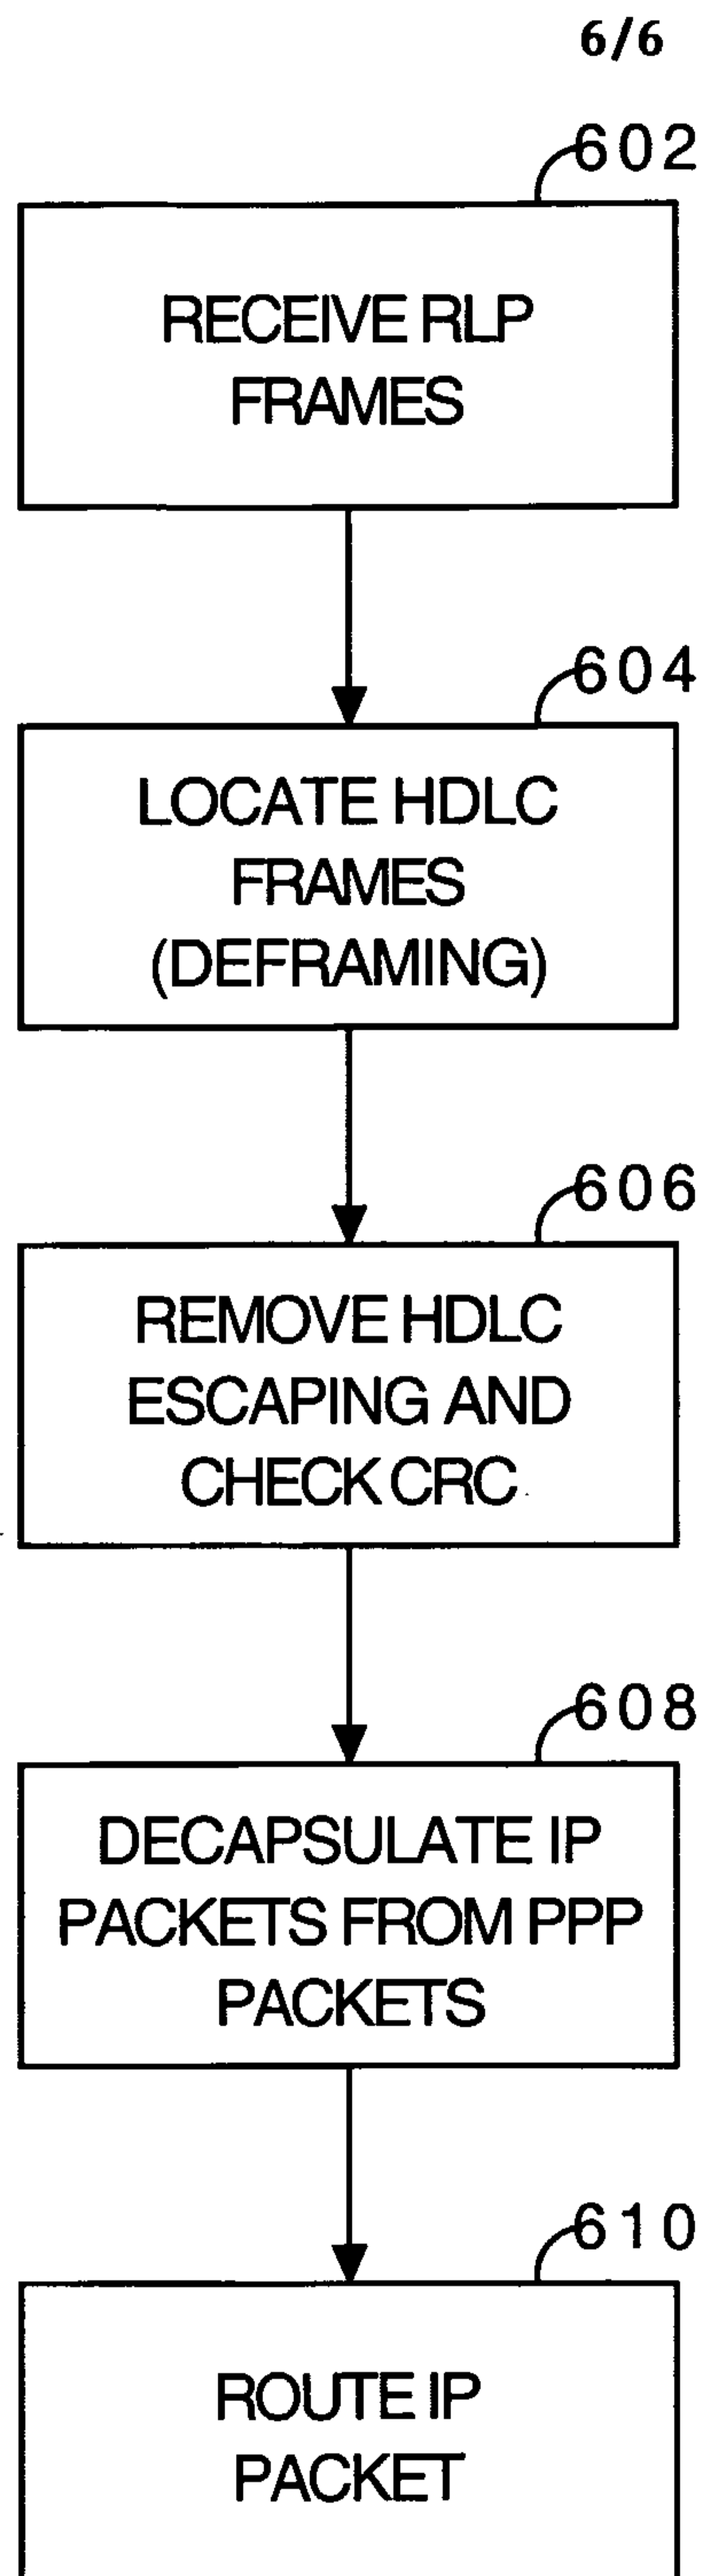 6/6
602
RECEIVE RLP
FRAMES
604
LOCATE HDLC
FRAMES
(DEFRAMING)
606
REMOVE HDLC
ESCAPING AND
CHECK CRC
608
DECAPSULATE IP
PACKETS FROM PPP
PACKETS
610
ROUTE IP
PACKET